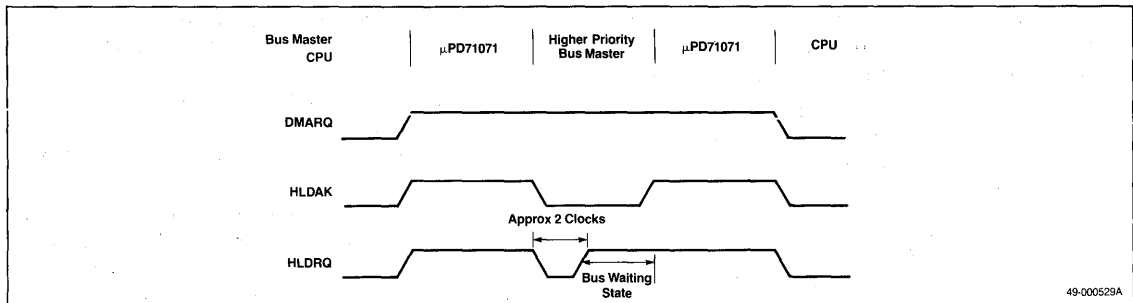 Bus Master
CPU
μPD71071
Higher Priority
Bus Master
μPD71071
CPU
DMARQ
HLDAK
Approx 2 Clocks
HLDRQ
Bus Waiting
State
49-000529A